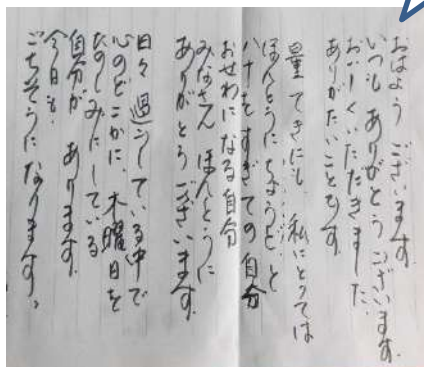 おはよう ございます
いつも ありがとう ございます。
おいしくいただきました。
ありがたいことです
量 てきにも 私にとっては
ほんとうに ちょうど、と
ハナをすぎての 自分
おせわになる自分
みなさん ほんとうに
ありがとう ございます。
日々 過ごしている中で
心のどこかに、木曜日を
たのしみにしている
自分が あります。
今日も
ごちそうになります。